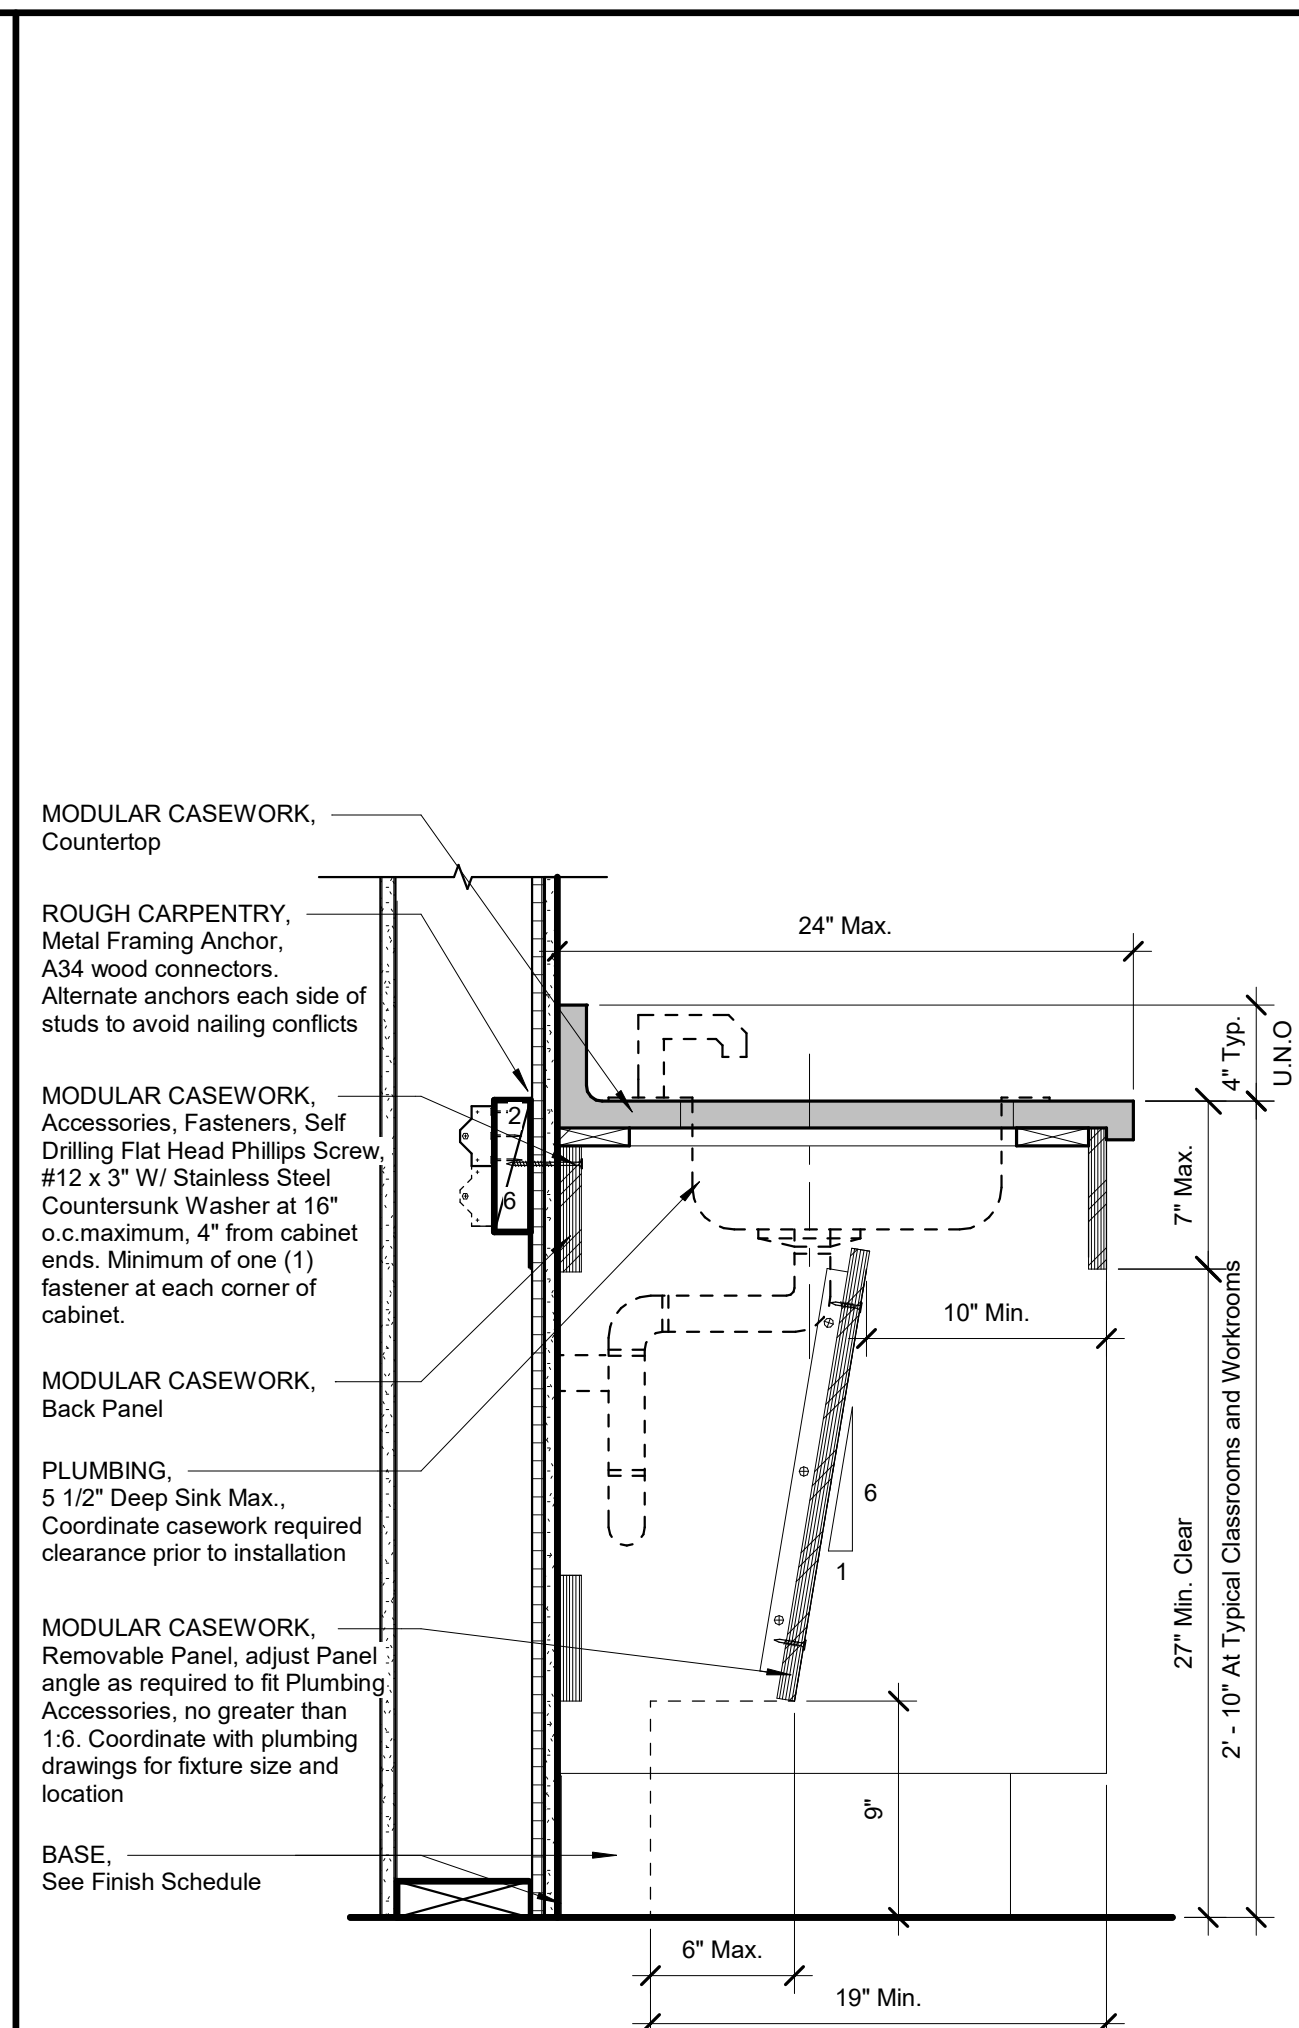 MODULAR CASEWORK,
Countertop
ROUGH CARPENTRY,
Metal Framing Anchor,
A34 wood connectors.
Alternate anchors each side of
studs to avoid nailing conflicts
MODULAR CASEWORK,
Accessories, Fasteners, Self
Drilling Flat Head Phillips Screw,
#12 x 3" W/ Stainless Steel
Countersunk Washer at 16"
o.c.maximum, 4" from cabinet
ends. Minimum of one (1)
fastener at each corner of
cabinet.
MODULAR CASEWORK,
Back Panel
PLUMBING,
5 1/2" Deep Sink Max.,
Coordinate casework required
clearance prior to installation
MODULAR CASEWORK,
Removable Panel, adjust Panel
angle as required to fit Plumbing
Accessories, no greater than
1:6. Coordinate with plumbing
drawings for fixture size and
location
BASE,
See Finish Schedule
2
6
24" Max.
4" Typ.
U.N.O
7" Max.
10" Min.
6
1
27" Min. Clear
2' - 10" At Typical Classrooms and Workrooms
9"
6" Max.
19" Min.